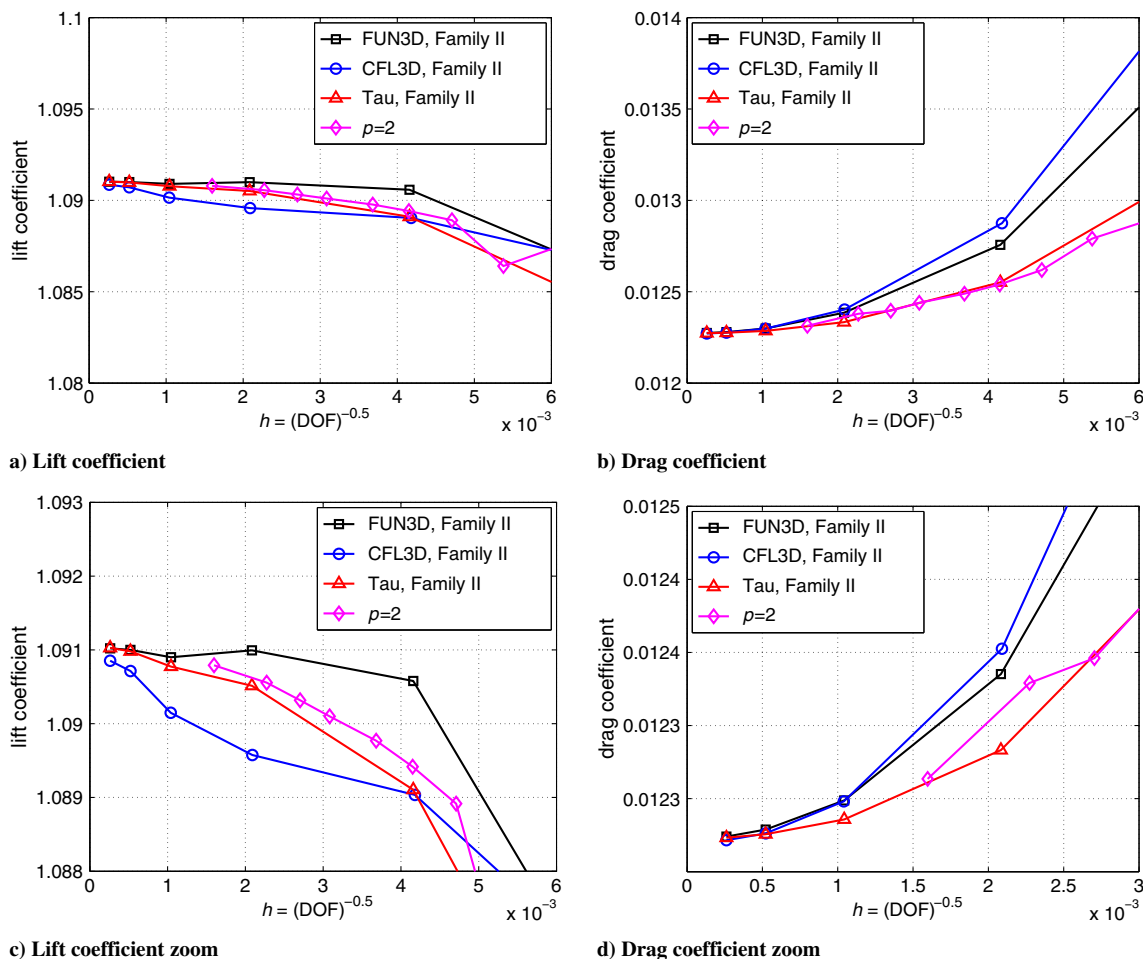 1.1
1.095
1.09
1.085
1.08
lift coefficient
FUN3D, Family II
CFL3D, Family II
Tau, Family II
p=2
0 1 2 3 4 5 6
x 10⁻³
h = (DOF)⁻⁰·⁵
a) Lift coefficient
0.014
0.0135
0.013
0.0125
0.012
drag coefficient
FUN3D, Family II
CFL3D, Family II
Tau, Family II
p=2
0 1 2 3 4 5 6
x 10⁻³
h = (DOF)⁻⁰·⁵
b) Drag coefficient
1.093
1.092
1.091
1.09
1.089
1.088
lift coefficient
FUN3D, Family II
CFL3D, Family II
Tau, Family II
p=2
0 1 2 3 4 5 6
x 10⁻³
h = (DOF)⁻⁰·⁵
c) Lift coefficient zoom
0.0125
0.0124
0.0124
0.0123
0.0123
drag coefficient
FUN3D, Family II
CFL3D, Family II
Tau, Family II
p=2
0 0.5 1 1.5 2 2.5 3
x 10⁻³
h = (DOF)⁻⁰·⁵
d) Drag coefficient zoom